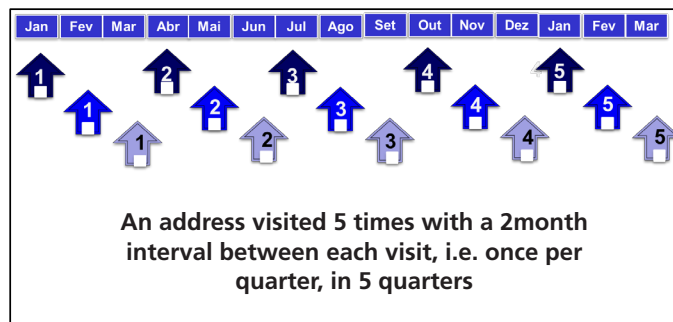 Jan Fev Mar Abr Mai Jun Jul Ago Set Out Nov Dez Jan Fev Mar
1 2 3 4 5
1 2 3 4 5
1 2 3 4 5
An address visited 5 times with a 2month
interval between each visit, i.e. once per
quarter, in 5 quarters